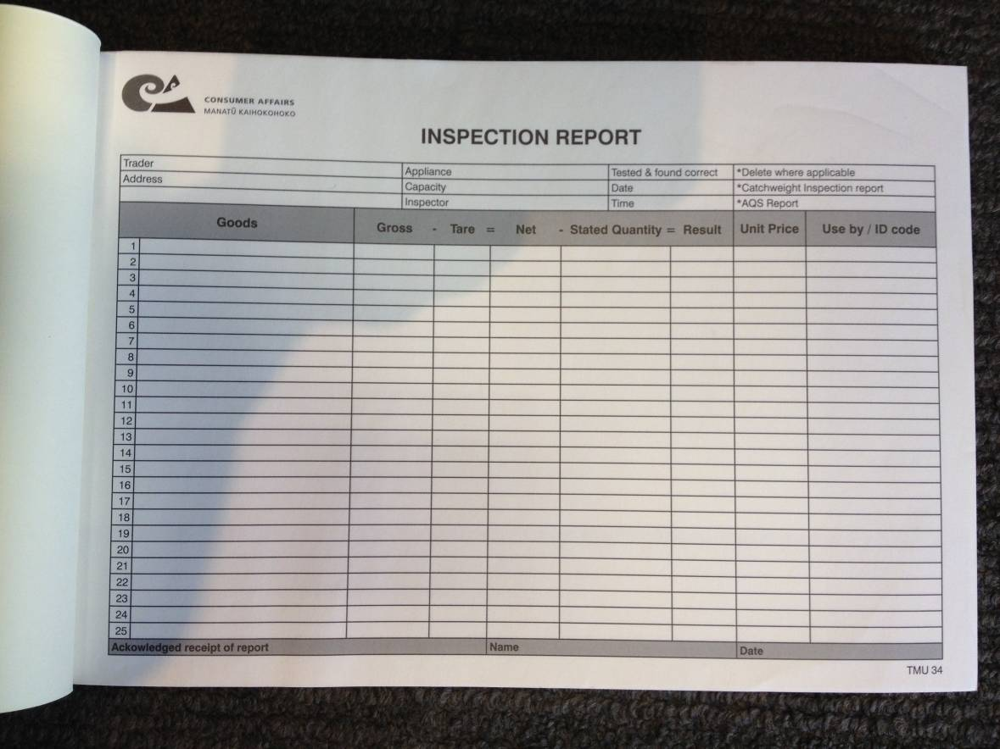 CONSUMER AFFAIRS
MANATŪ KAIHOKOHOKO
INSPECTION REPORT
Trader
Address
Appliance
Capacity
Inspector
Tested & found correct
Date
Time
*Delete where applicable
*Catchweight Inspection report
*AQS Report
Goods Gross - Tare = Net - Stated Quantity = Result Unit Price Use by / ID code
1
2
3
4
5
6
7
8
9
10
11
12
13
14
15
16
17
18
19
20
21
22
23
24
25
Ackowledged receipt of report Name Date
TMU 34